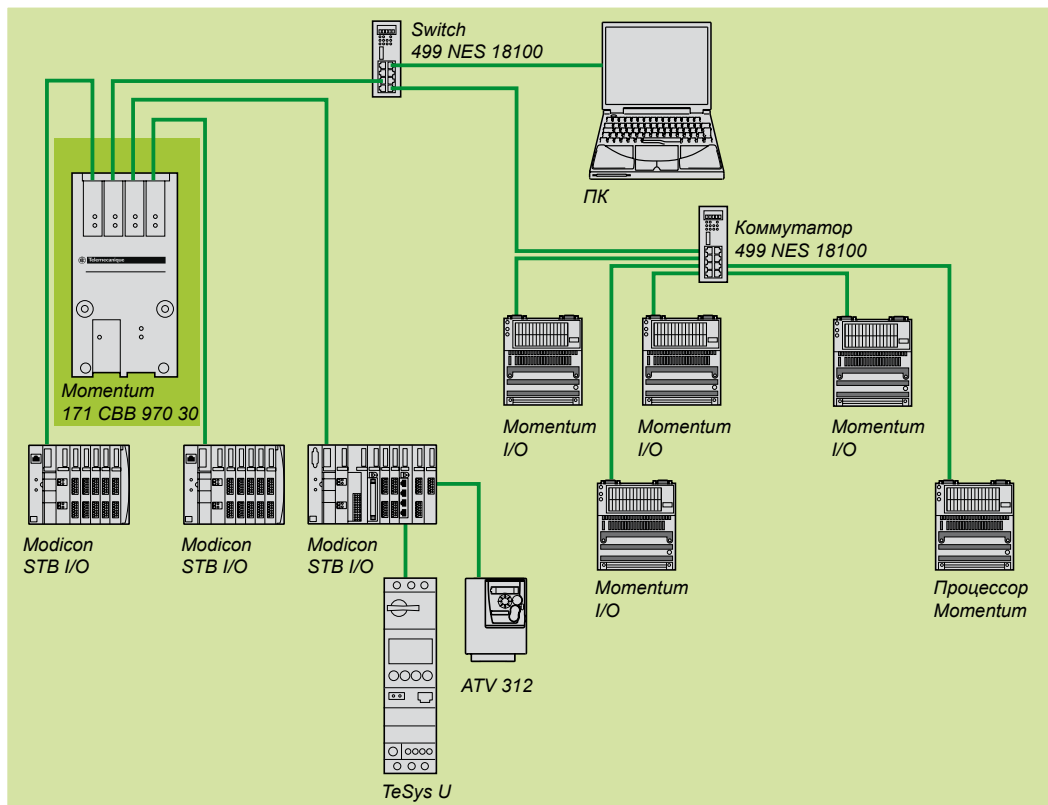 Switch
499 NES 18100
ПК
Коммутатор
499 NES 18100
Telemecanique
Momentum
171 CBB 970 30
Momentum
I/O
Momentum
I/O
Momentum
I/O
Modicon
STB I/O
Modicon
STB I/O
Modicon
STB I/O
Momentum
I/O
Процессор
Momentum
ATV 312
TeSys U